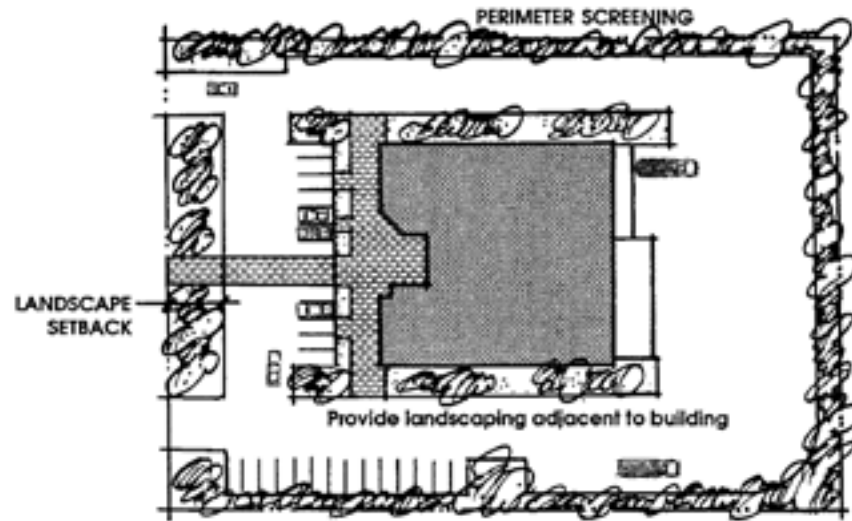 PERIMETER SCREENING
LANDSCAPE
SETBACK
Provide landscaping adjacent to building